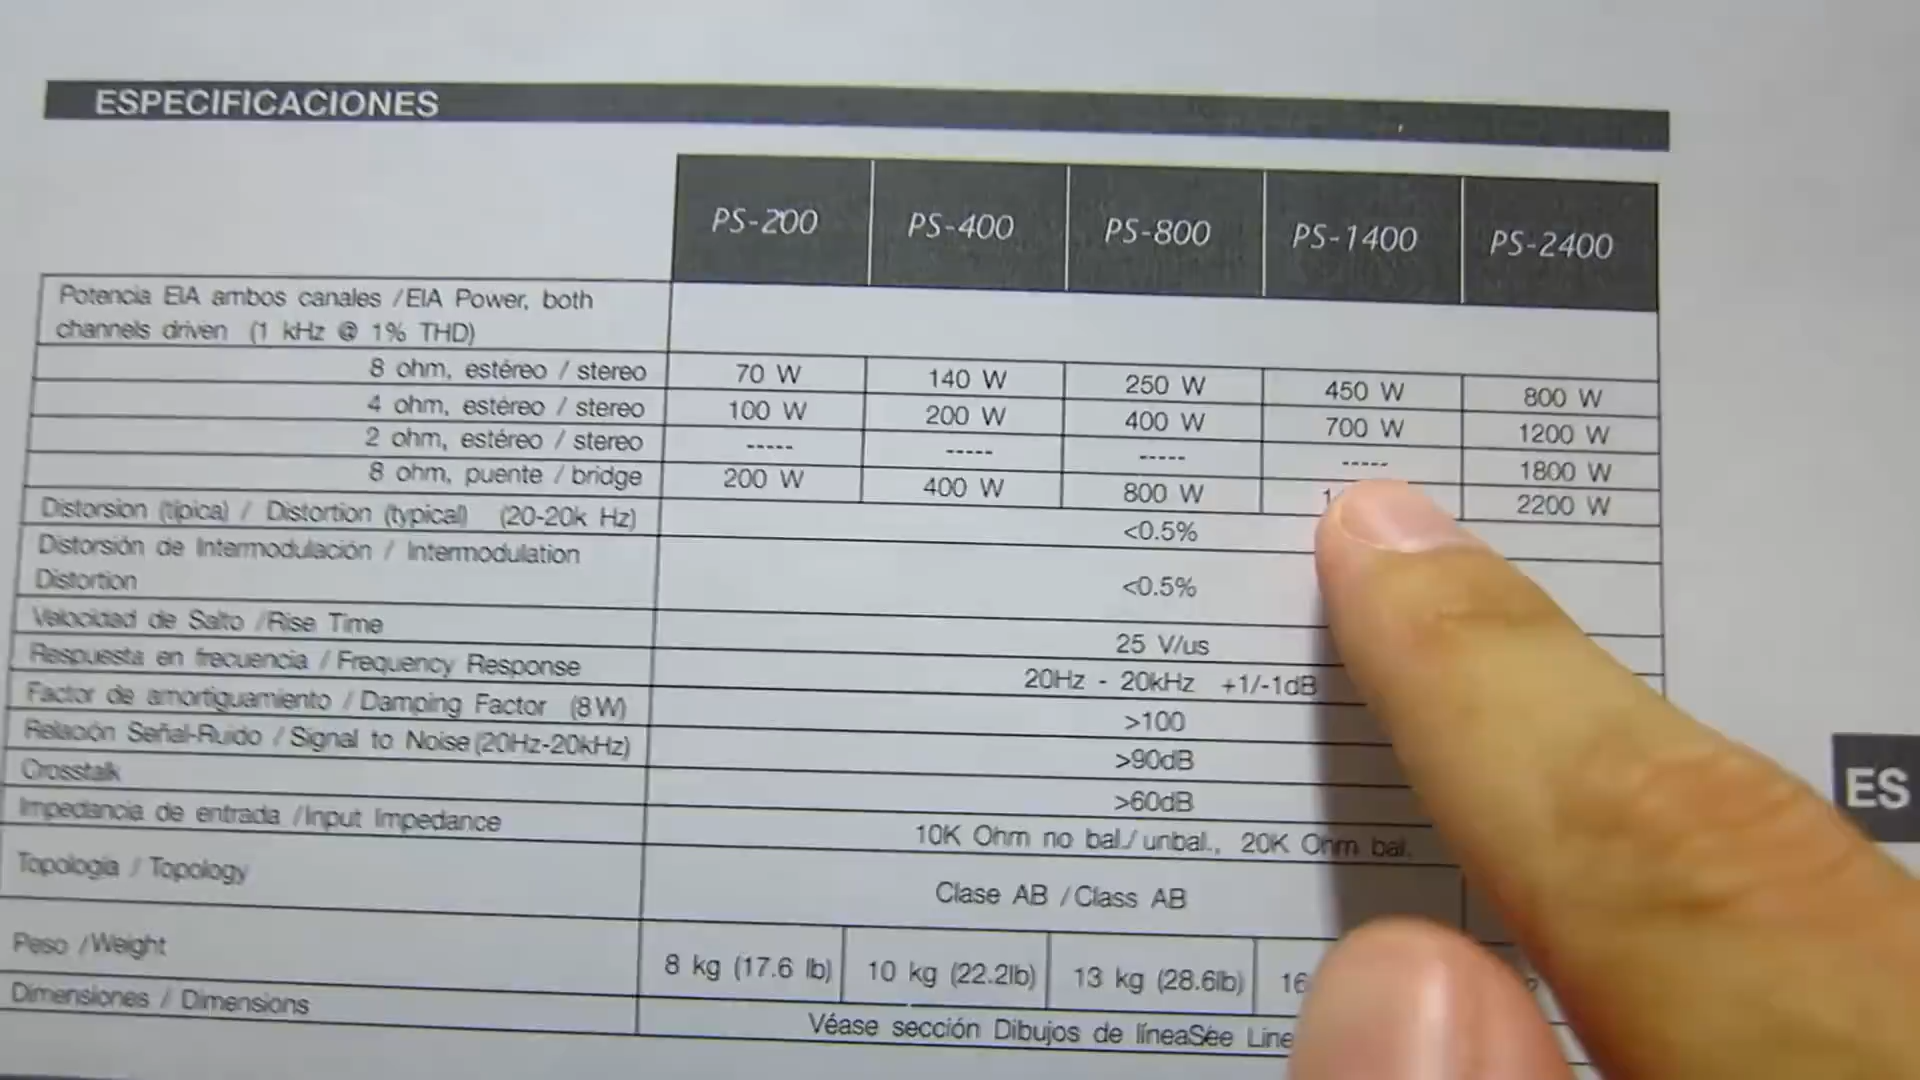 ESPECIFICACIONES
PS-200 PS-400 PS-800 PS-1400 PS-2400
Potencia EIA ambos canales /EIA Power, both
channels driven (1 kHz @ 1% THD)
8 ohm, estéreo / stereo 70 W 140 W 250 W 450 W 800 W
4 ohm, estéreo / stereo 100 W 200 W 400 W 700 W 1200 W
2 ohm, estéreo / stereo ----- ----- ----- ----- 1800 W
8 ohm, puente / bridge 200 W 400 W 800 W 2200 W
Distorsion (tipica) / Distortion (typical) (20-20k Hz) <0.5%
Distorsión de Intermodulación / Intermodulation
Distortion <0.5%
Velocidad de Salto /Rise Time 25 V/us
Respuesta en frecuencia / Frequency Response 20Hz - 20kHz +1/-1dB
Factor de amortiguamiento / Damping Factor (8W) >100
Relación Señal-Ruido / Signal to Noise (20Hz-20kHz) >90dB
Crosstalk >60dB
Impedancia de entrada /Input Impedance 10K Ohm no bal./ unbal., 20K Ohm bal.
Topología / Topology Clase AB /Class AB
Peso /Weight 8 kg (17.6 lb) 10 kg (22.2lb) 13 kg (28.6lb) 16
Dimensiones / Dimensions Véase sección Dibujos de líneaSee Line
ES